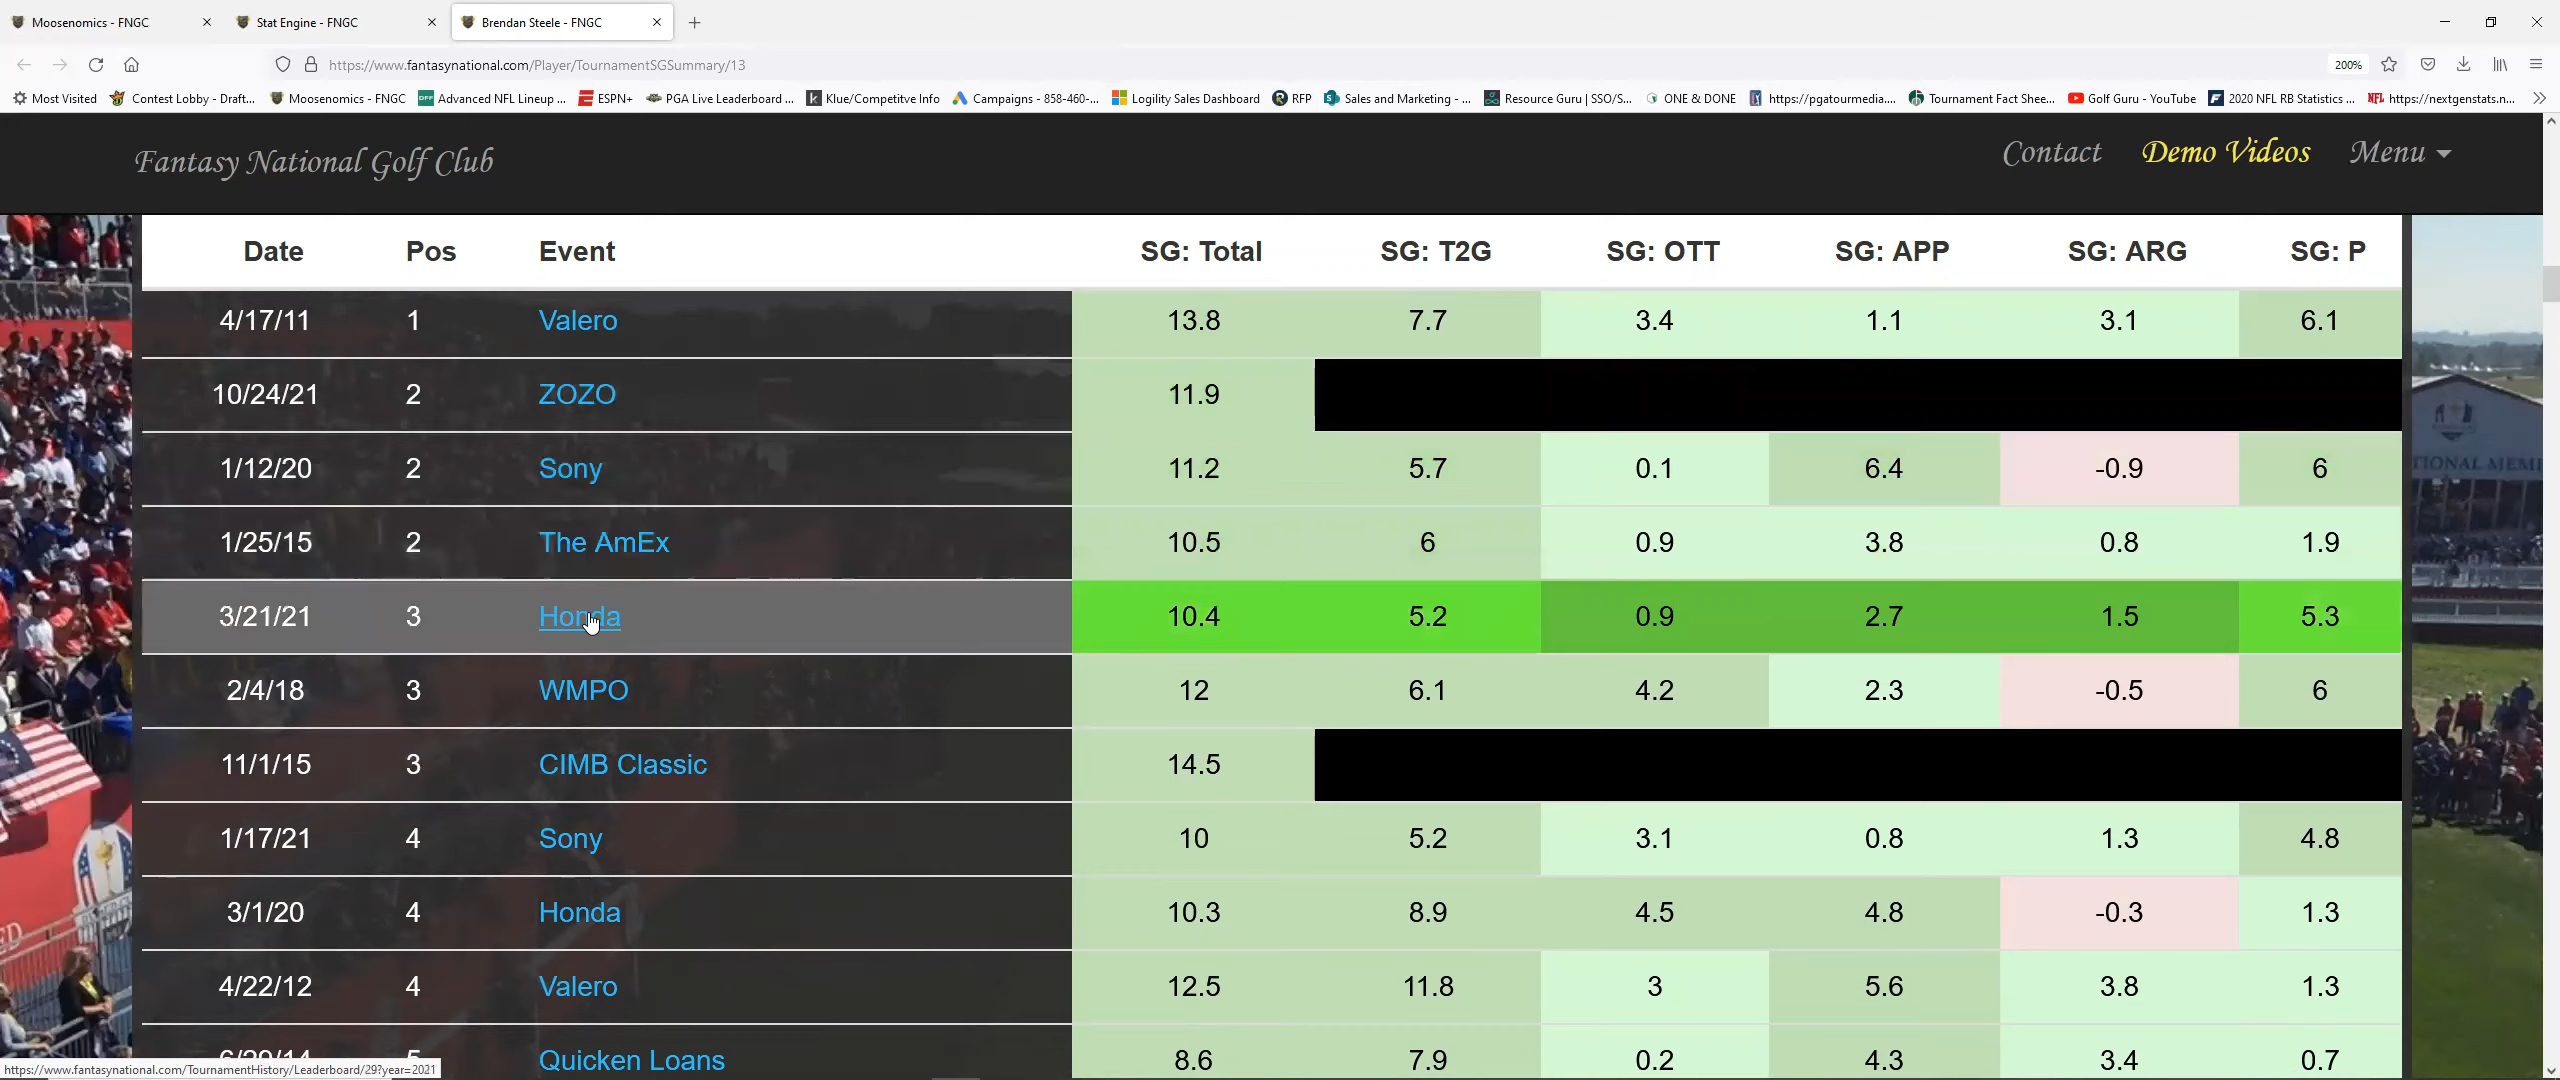 Moosenomics - FNGC
Stat Engine - FNGC
Brendan Steele - FNGC
https://www.fantasynational.com/Player/TournamentSGSummary/13
200%
Most Visited
Contest Lobby - Draft...
Moosenomics - FNGC
Advanced NFL Lineup ...
ESPN+
PGA Live Leaderboard ...
Klue/Competitve Info
Campaigns - 858-460-...
Logility Sales Dashboard
RFP
Sales and Marketing - ...
Resource Guru | SSO/S...
ONE & DONE
https://pgatourmedia....
Tournament Fact Shee...
Golf Guru - YouTube
2020 NFL RB Statistics ...
https://nextgenstats.n...
Fantasy National Golf Club
Contact Demo Videos Menu
Date Pos Event SG: Total SG: T2G SG: OTT SG: APP SG: ARG SG: P
4/17/11 1 Valero 13.8 7.7 3.4 1.1 3.1 6.1
10/24/21 2 ZOZO 11.9
1/12/20 2 Sony 11.2 5.7 0.1 6.4 -0.9 6
1/25/15 2 The AmEx 10.5 6 0.9 3.8 0.8 1.9
3/21/21 3 Honda 10.4 5.2 0.9 2.7 1.5 5.3
2/4/18 3 WMPO 12 6.1 4.2 2.3 -0.5 6
11/1/15 3 CIMB Classic 14.5
1/17/21 4 Sony 10 5.2 3.1 0.8 1.3 4.8
3/1/20 4 Honda 10.3 8.9 4.5 4.8 -0.3 1.3
4/22/12 4 Valero 12.5 11.8 3 5.6 3.8 1.3
6/29/14 5 Quicken Loans 8.6 7.9 0.2 4.3 3.4 0.7
https://www.fantasynational.com/TournamentHistory/Leaderboard/29?year=2021